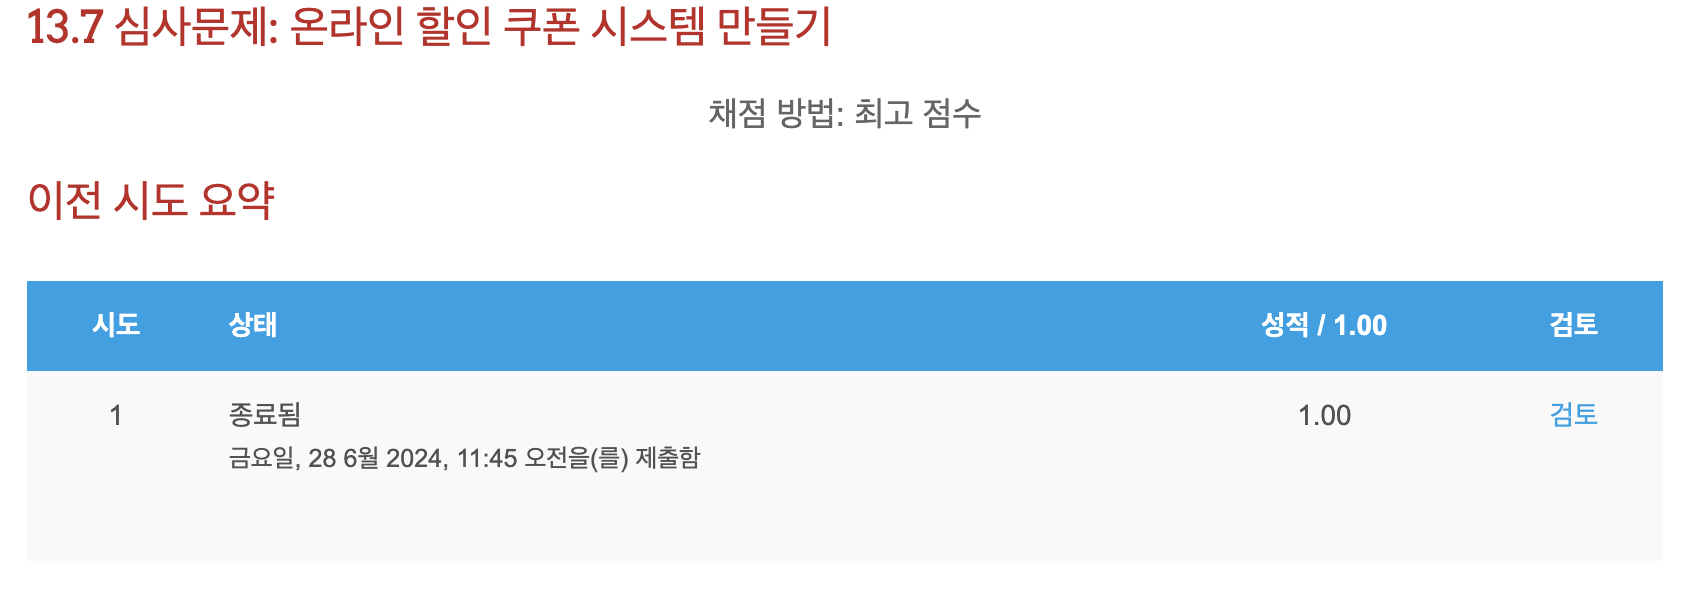 13.7 심사문제: 온라인 할인 쿠폰 시스템 만들기
채점 방법: 최고 점수
이전 시도 요약
시도 상태 성적 / 1.00 검토
1 종료됨 1.00 검토
금요일, 28 6월 2024, 11:45 오전을(를) 제출함